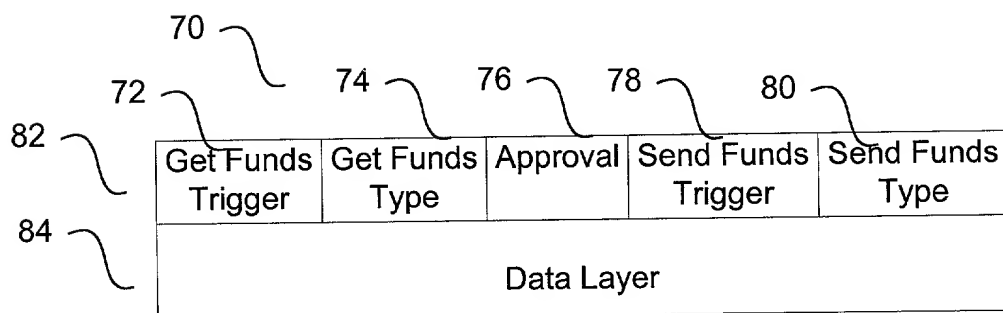 70
72
74
76
78
80
82
Get Funds Trigger
Get Funds Type
Approval
Send Funds Trigger
Send Funds Type
84
Data Layer